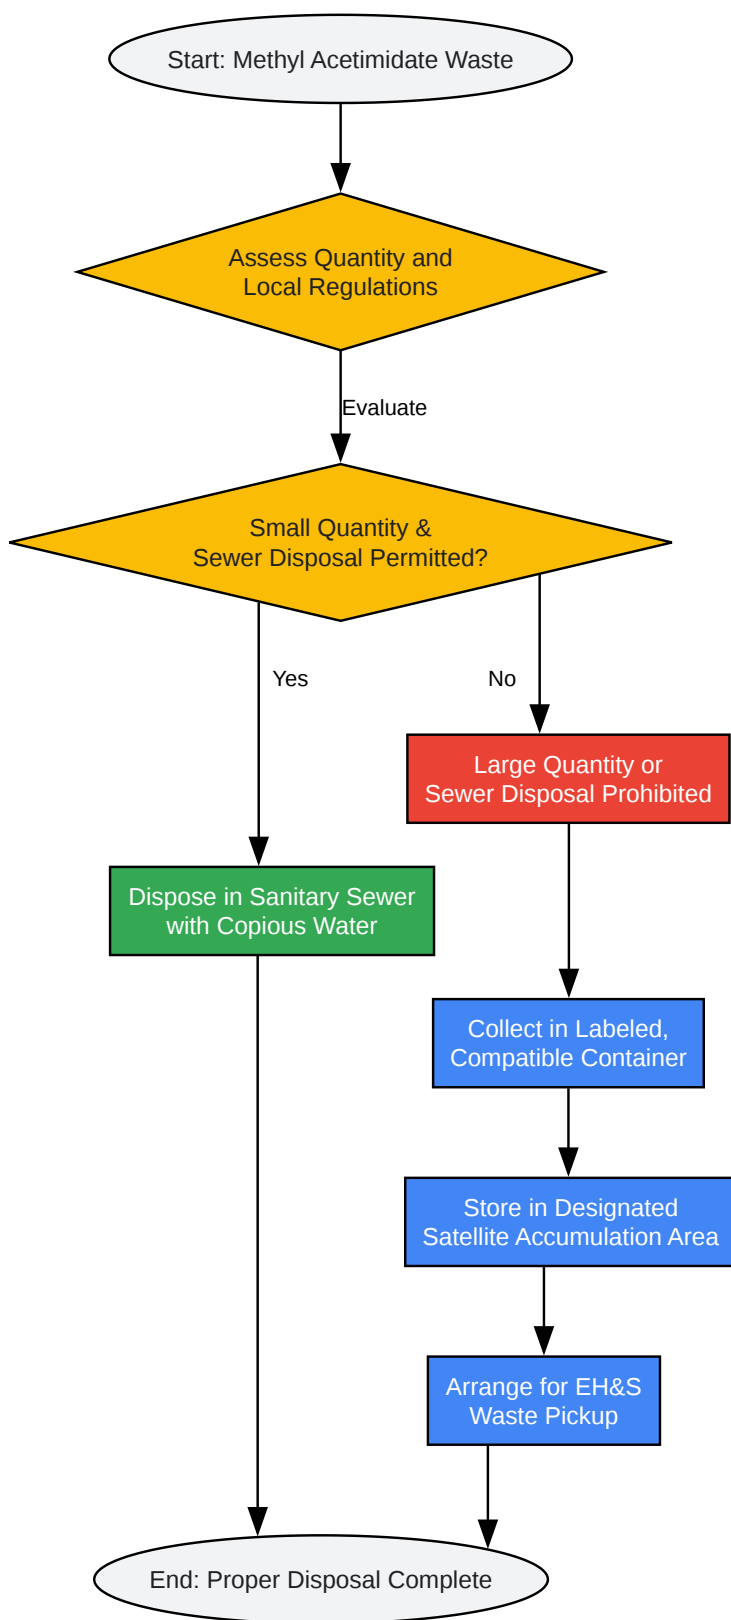 Start: Methyl Acetimidate Waste
Assess Quantity and
Local Regulations
Evaluate
Small Quantity &
Sewer Disposal Permitted?
Yes
No
Large Quantity or
Sewer Disposal Prohibited
Dispose in Sanitary Sewer
with Copious Water
Collect in Labeled,
Compatible Container
Store in Designated
Satellite Accumulation Area
Arrange for EH&S
Waste Pickup
End: Proper Disposal Complete